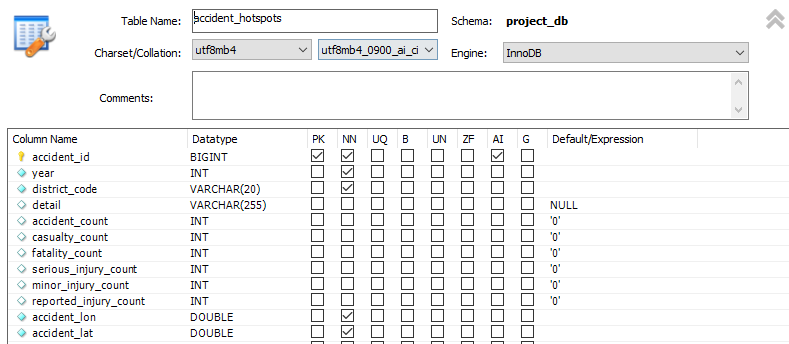 Table Name: accident_hotspots Schema: project_db
Charset/Collation: utf8mb4 utf8mb4_0900_ai_ci Engine: InnoDB
Comments:
Column Name Datatype PK NN UQ B UN ZF AI G Default/Expression
accident_id BIGINT
year INT
district_code VARCHAR(20)
detail VARCHAR(255) NULL
accident_count INT '0'
casualty_count INT '0'
fatality_count INT '0'
serious_injury_count INT '0'
minor_injury_count INT '0'
reported_injury_count INT '0'
accident_lon DOUBLE
accident_lat DOUBLE